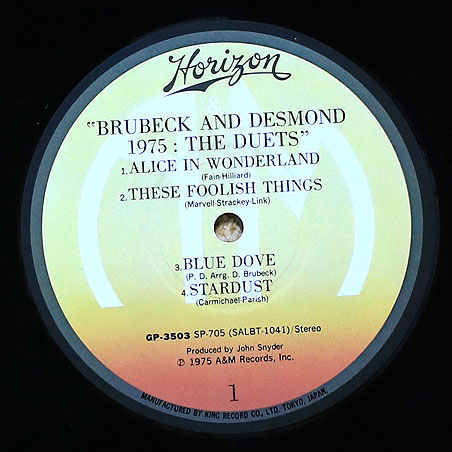 Horizon
"BRUBECK AND DESMOND
1975 : THE DUETS"
1.ALICE IN WONDERLAND
(Fain·Hilliard)
2.THESE FOOLISH THINGS
(Marvell·Strackey·Link)
3.BLUE DOVE
(P. D. Arrg. D. Brubeck)
4.STARDUST
(Carmichael·Parish)
GP-3503 SP-705 (SALBT-1041)/Stereo
Produced by John Snyder
℗ 1975 A&M Records, Inc.
1
MANUFACTURED BY KING RECORD CO., LTD. TOKYO, JAPAN.